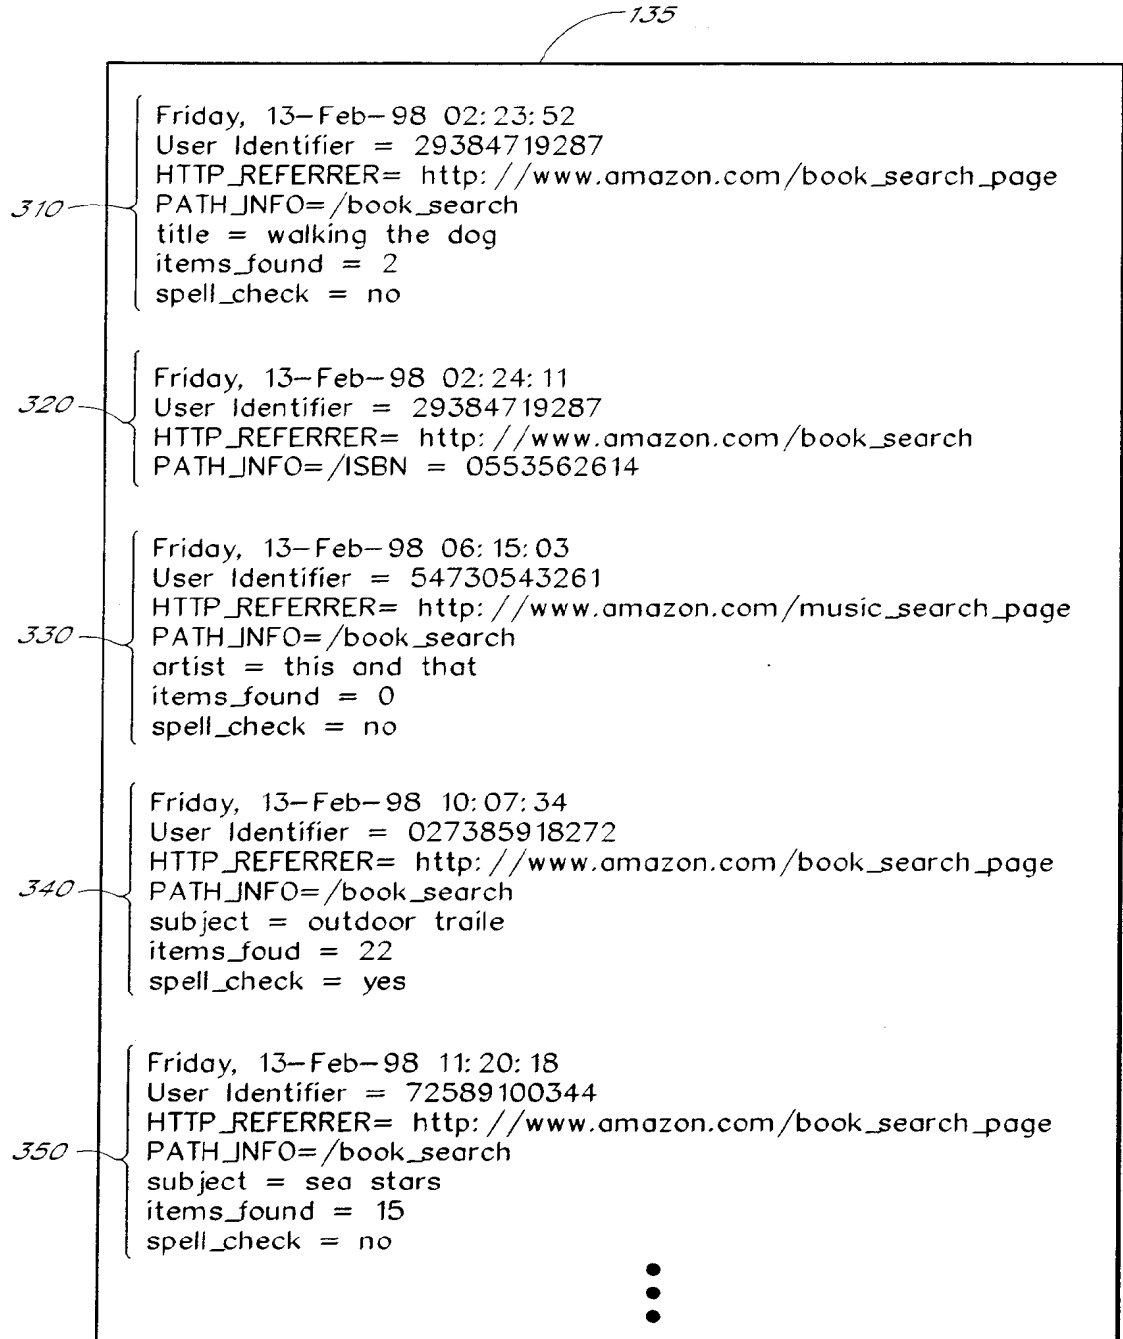 135
310
Friday, 13-Feb-98 02:23:52
User Identifier = 29384719287
HTTP_REFERRER= http://www.amazon.com/book_search_page
PATH_INFO=/book_search
title = walking the dog
items_found = 2
spell_check = no
320
Friday, 13-Feb-98 02:24:11
User Identifier = 29384719287
HTTP_REFERRER= http://www.amazon.com/book_search
PATH_INFO=/ISBN = 0553562614
330
Friday, 13-Feb-98 06:15:03
User Identifier = 54730543261
HTTP_REFERRER= http://www.amazon.com/music_search_page
PATH_INFO=/book_search
artist = this and that
items_found = 0
spell_check = no
340
Friday, 13-Feb-98 10:07:34
User Identifier = 027385918272
HTTP_REFERRER= http://www.amazon.com/book_search_page
PATH_INFO=/book_search
subject = outdoor traile
items_foud = 22
spell_check = yes
350
Friday, 13-Feb-98 11:20:18
User Identifier = 72589100344
HTTP_REFERRER= http://www.amazon.com/book_search_page
PATH_INFO=/book_search
subject = sea stars
items_found = 15
spell_check = no